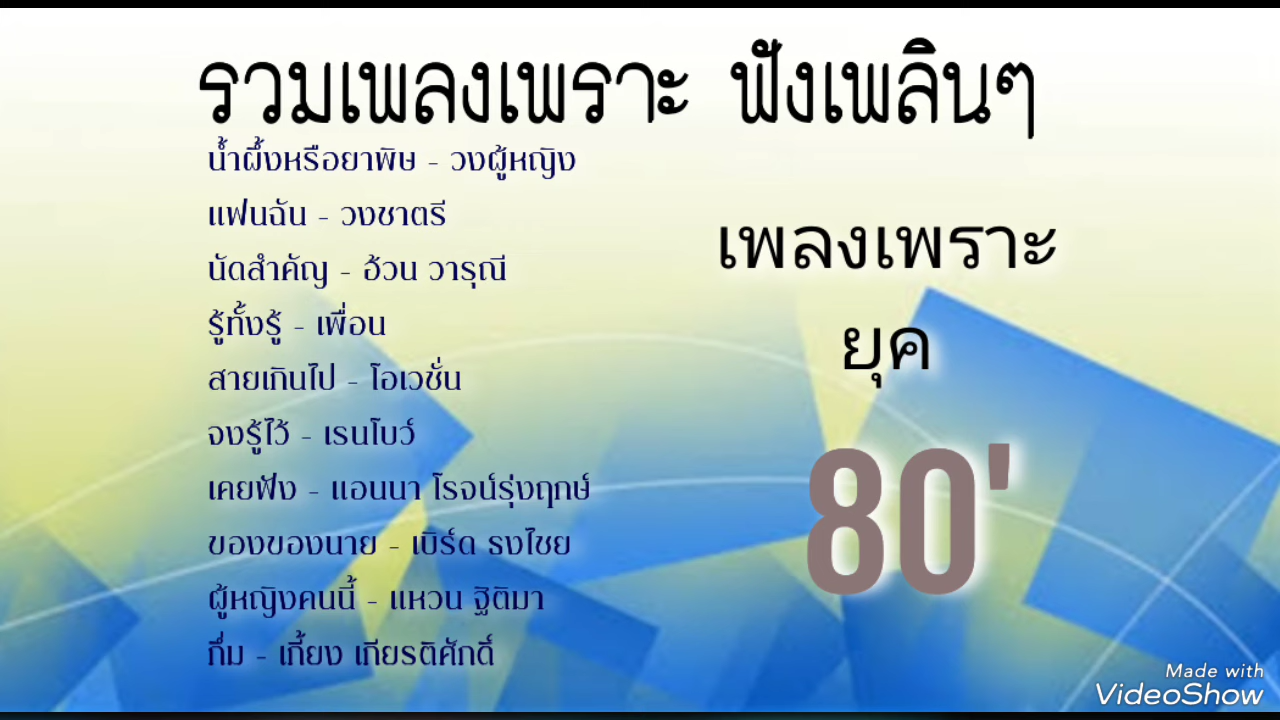 รวมเพลงเพราะ ฟังเพลินๆ
น้ำผึ้งหรือยาพิษ - วงผู้หญิง
แฟนฉัน - วงชาตรี
นัดสำคัญ - อ้วน วารุณี
รู้ทั้งรู้ - เพื่อน
สายเกินไป - โอเวชั่น
จงรู้ไว้ - เรนโบว์
เคยฟัง - แอนนา โรจน์รุ่งฤกษ์
ของของนาย - เบิร์ด ธงไชย
ผู้หญิงคนนี้ - แหวน ฐิติมา
กึ่ม - เกี้ยง เกียรติศักดิ์
เพลงเพราะ
ยุค
80'
Made with
VideoShow